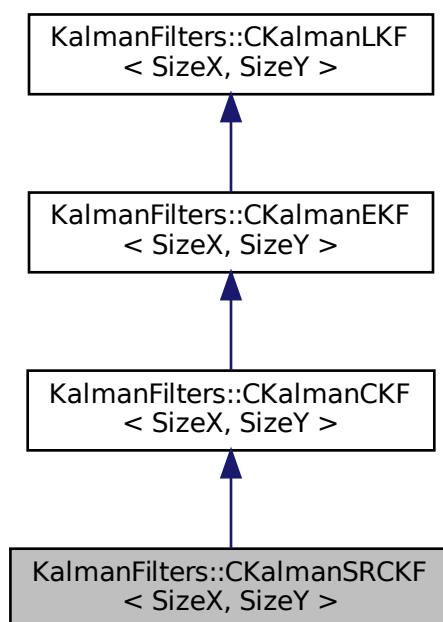 KalmanFilters::CKalmanLKF
< SizeX, SizeY >
KalmanFilters::CKalmanEKF
< SizeX, SizeY >
KalmanFilters::CKalmanCKF
< SizeX, SizeY >
KalmanFilters::CKalmanSRCKF
< SizeX, SizeY >